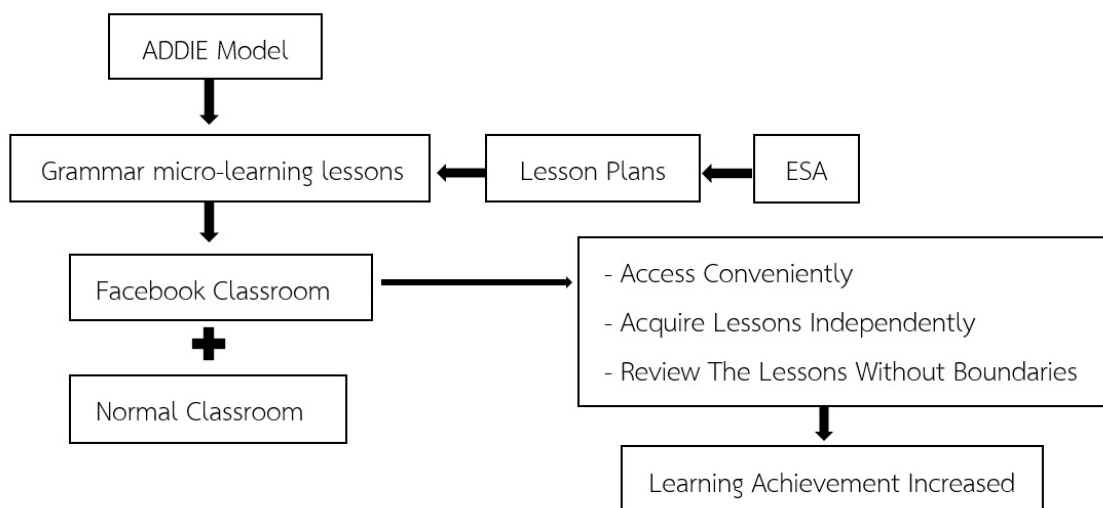 ADDIE Model
Grammar micro-learning lessons
Lesson Plans
ESA
Facebook Classroom
- Access Conveniently
- Acquire Lessons Independently
- Review The Lessons Without Boundaries
Normal Classroom
Learning Achievement Increased